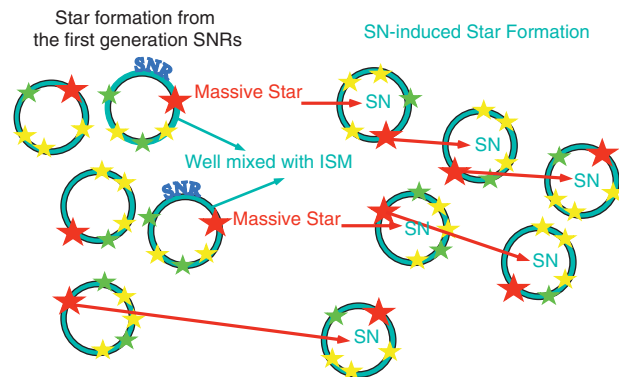 Star formation from
the first generation SNRs
SN-induced Star Formation
SNR
Massive Star
SN
Well mixed with ISM
SN
SN
SNR
Massive Star
SN
SN
SN